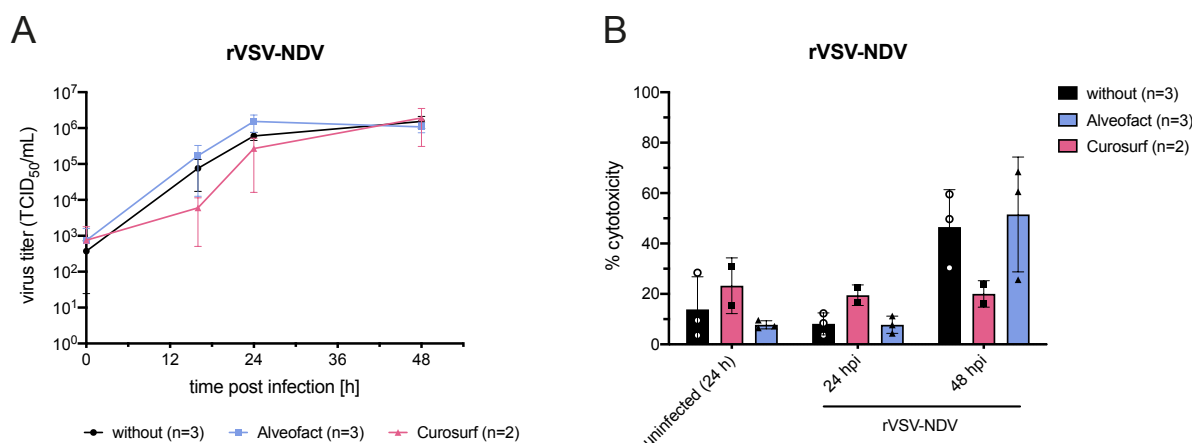 A
rVSV-NDV
virus titer (TCID50/mL)
10^7
10^6
10^5
10^4
10^3
10^2
10^1
10^0
0 12 24 36 48
time post infection [h]
without (n=3) Alveofact (n=3) Curosurf (n=2)
B
rVSV-NDV
% cytotoxicity
100
80
60
40
20
0
uninfected (24 h)
24 hpi
48 hpi
rVSV-NDV
without (n=3)
Alveofact (n=3)
Curosurf (n=2)